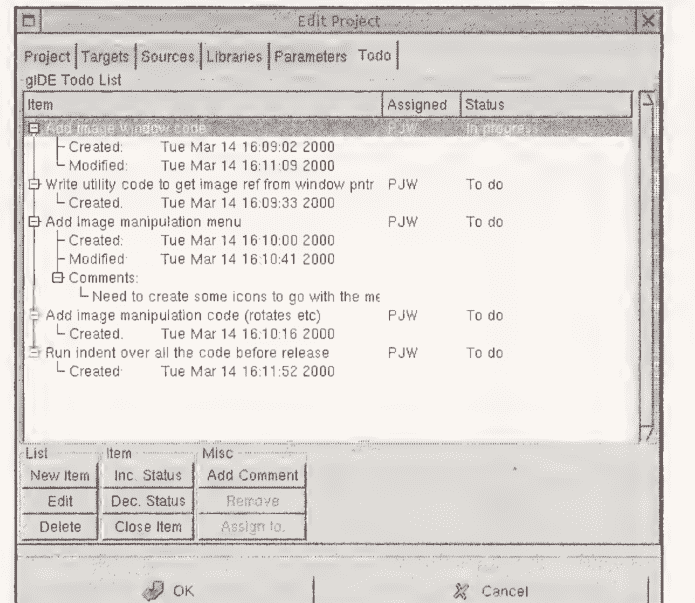 Edit Project
Project Targets Sources Libraries Parameters Todo
gIDE Todo List
Item Assigned Status
Add image window code PJW In progress
Created: Tue Mar 14 16:09:02 2000
Modified: Tue Mar 14 16:11:09 2000
Write utility code to get image ref from window pntr PJW To do
Created: Tue Mar 14 16:09:33 2000
Add Image manipulation menu PJW To do
Created: Tue Mar 14 16:10:00 2000
Modified: Tue Mar 14 16:10:41 2000
Comments:
Need to create some icons to go with the me
Add image manipulation code (rotates etc) PJW To do
Created: Tue Mar 14 16:10:16 2000
Run indent over all the code before release PJW To do
Created: Tue Mar 14 16:11:52 2000
List Item Misc
New Item Inc. Status Add Comment
Edit Dec. Status Remove
Delete Close Item Assign to.
OK Cancel